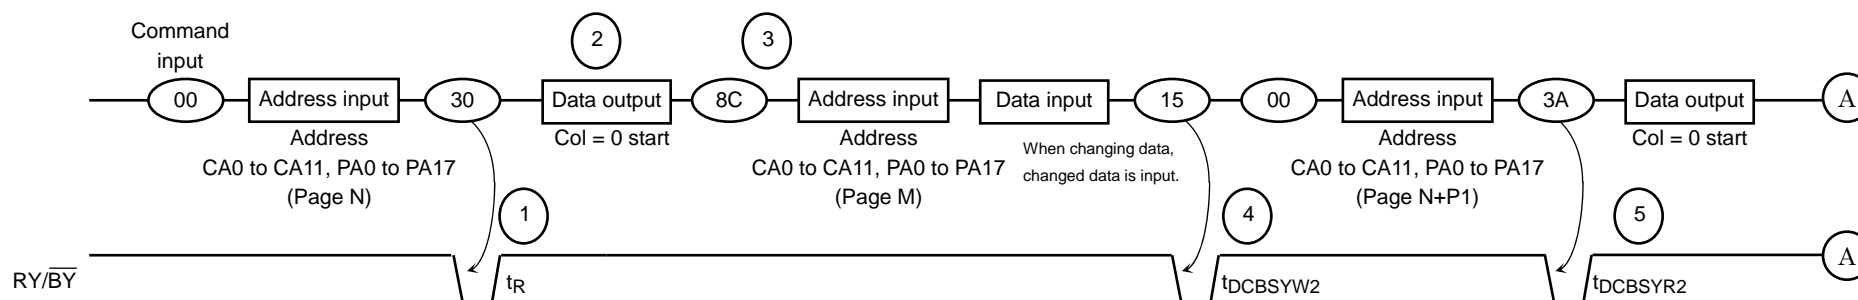 Command
input
2
3
00
Address input
30
Data output
8C
Address input
Data input
15
00
Address input
3A
Data output
A
Address
CA0 to CA11, PA0 to PA17
(Page N)
Col = 0 start
Address
CA0 to CA11, PA0 to PA17
(Page M)
When changing data,
changed data is input.
Address
CA0 to CA11, PA0 to PA17
(Page N+P1)
Col = 0 start
1
4
5
RY/BY
tR
tDCBSYW2
tDCBSYR2
A